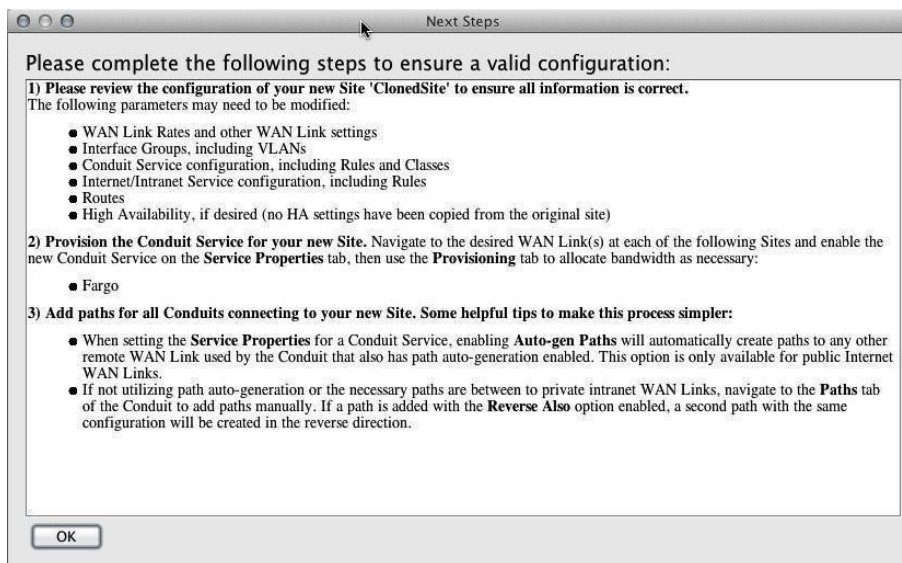 Next Steps
Please complete the following steps to ensure a valid configuration:
1) Please review the configuration of your new Site 'ClonedSite' to ensure all information is correct.
The following parameters may need to be modified:
WAN Link Rates and other WAN Link settings
Interface Groups, including VLANs
Conduit Service configuration, including Rules and Classes
Internet/Intranet Service configuration, including Rules
Routes
High Availability, if desired (no HA settings have been copied from the original site)
2) Provision the Conduit Service for your new Site. Navigate to the desired WAN Link(s) at each of the following Sites and enable the
new Conduit Service on the Service Properties tab, then use the Provisioning tab to allocate bandwidth as necessary:
Fargo
3) Add paths for all Conduits connecting to your new Site. Some helpful tips to make this process simpler:
When setting the Service Properties for a Conduit Service, enabling Auto-gen Paths will automatically create paths to any other
remote WAN Link used by the Conduit that also has path auto-generation enabled. This option is only available for public Internet
WAN Links.
If not utilizing path auto-generation or the necessary paths are between to private intranet WAN Links, navigate to the Paths tab
of the Conduit to add paths manually. If a path is added with the Reverse Also option enabled, a second path with the same
configuration will be created in the reverse direction.
OK